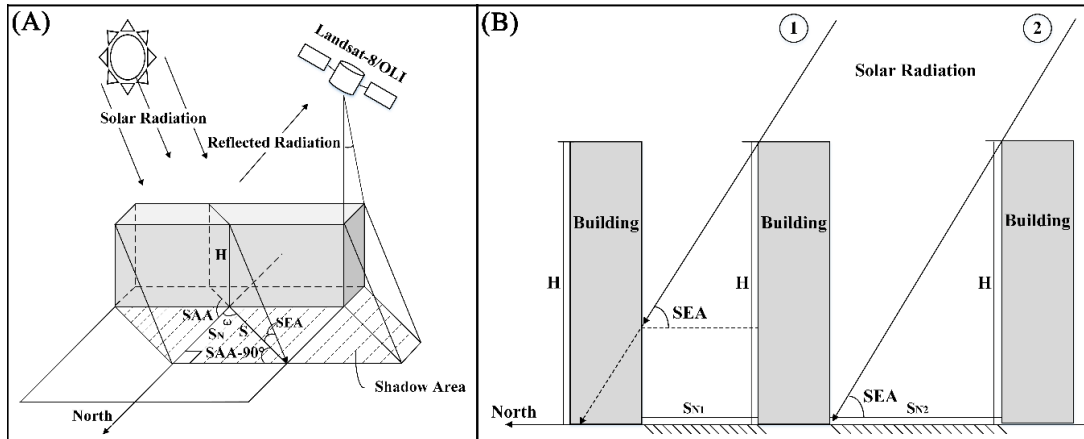 (A)
Landsat-8/OLI
Solar Radiation
Reflected Radiation
H
SAA
ω
SN
S
SEA
SAA-90°
Shadow Area
North
(B)
1
2
Solar Radiation
Building
Building
Building
H
H
H
SEA
SEA
North
SN1
SN2